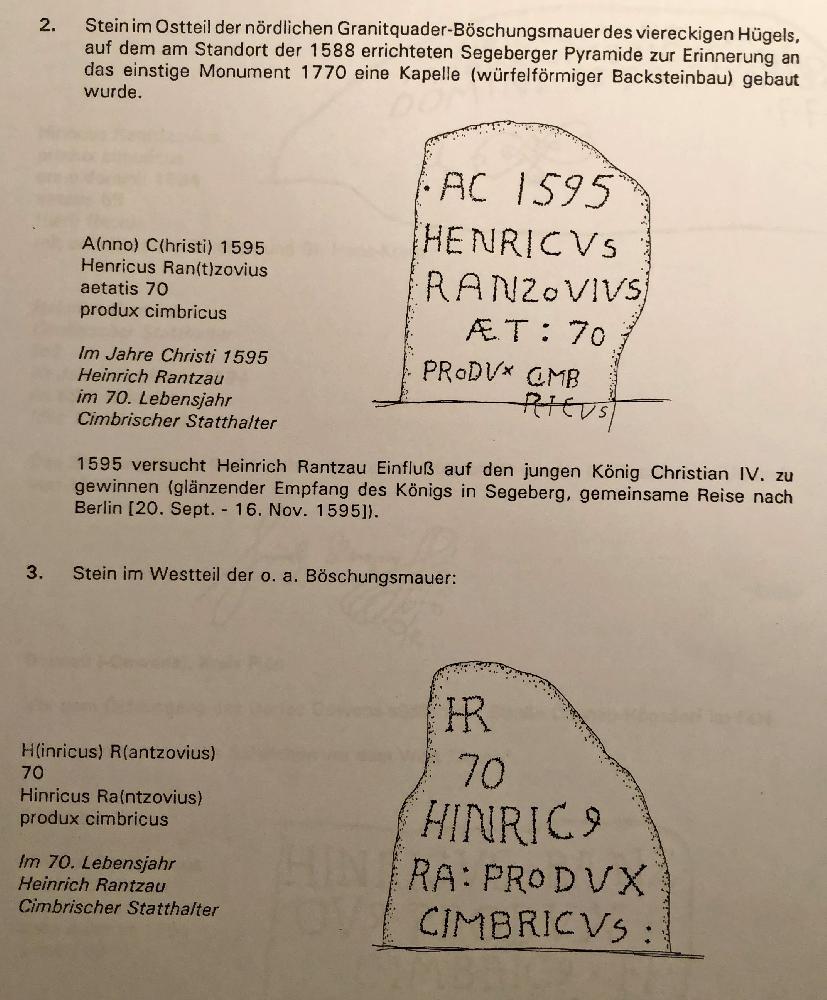 2. Stein im Ostteil der nördlichen Granitquader-Böschungsmauer des viereckigen Hügels,
auf dem am Standort der 1588 errichteten Segeberger Pyramide zur Erinnerung an
das einstige Monument 1770 eine Kapelle (würfelförmiger Backsteinbau) gebaut
wurde.
· AC 1595
HENRICVs
RANZoVIVS
ÆT : 70
PRoDVx CIMB
RICVs
A(nno) C(hristi) 1595
Henricus Ran(t)zovius
aetatis 70
produx cimbricus
Im Jahre Christi 1595
Heinrich Rantzau
im 70. Lebensjahr
Cimbrischer Statthalter
1595 versucht Heinrich Rantzau Einfluß auf den jungen König Christian IV. zu
gewinnen (glänzender Empfang des Königs in Segeberg, gemeinsame Reise nach
Berlin [20. Sept. - 16. Nov. 1595]).
3. Stein im Westteil der o. a. Böschungsmauer:
HR
70
HINRIC9
RA: PRODVX
CIMBRICVs :
H(inricus) R(antzovius)
70
Hinricus Ra(ntzovius)
produx cimbricus
Im 70. Lebensjahr
Heinrich Rantzau
Cimbrischer Statthalter